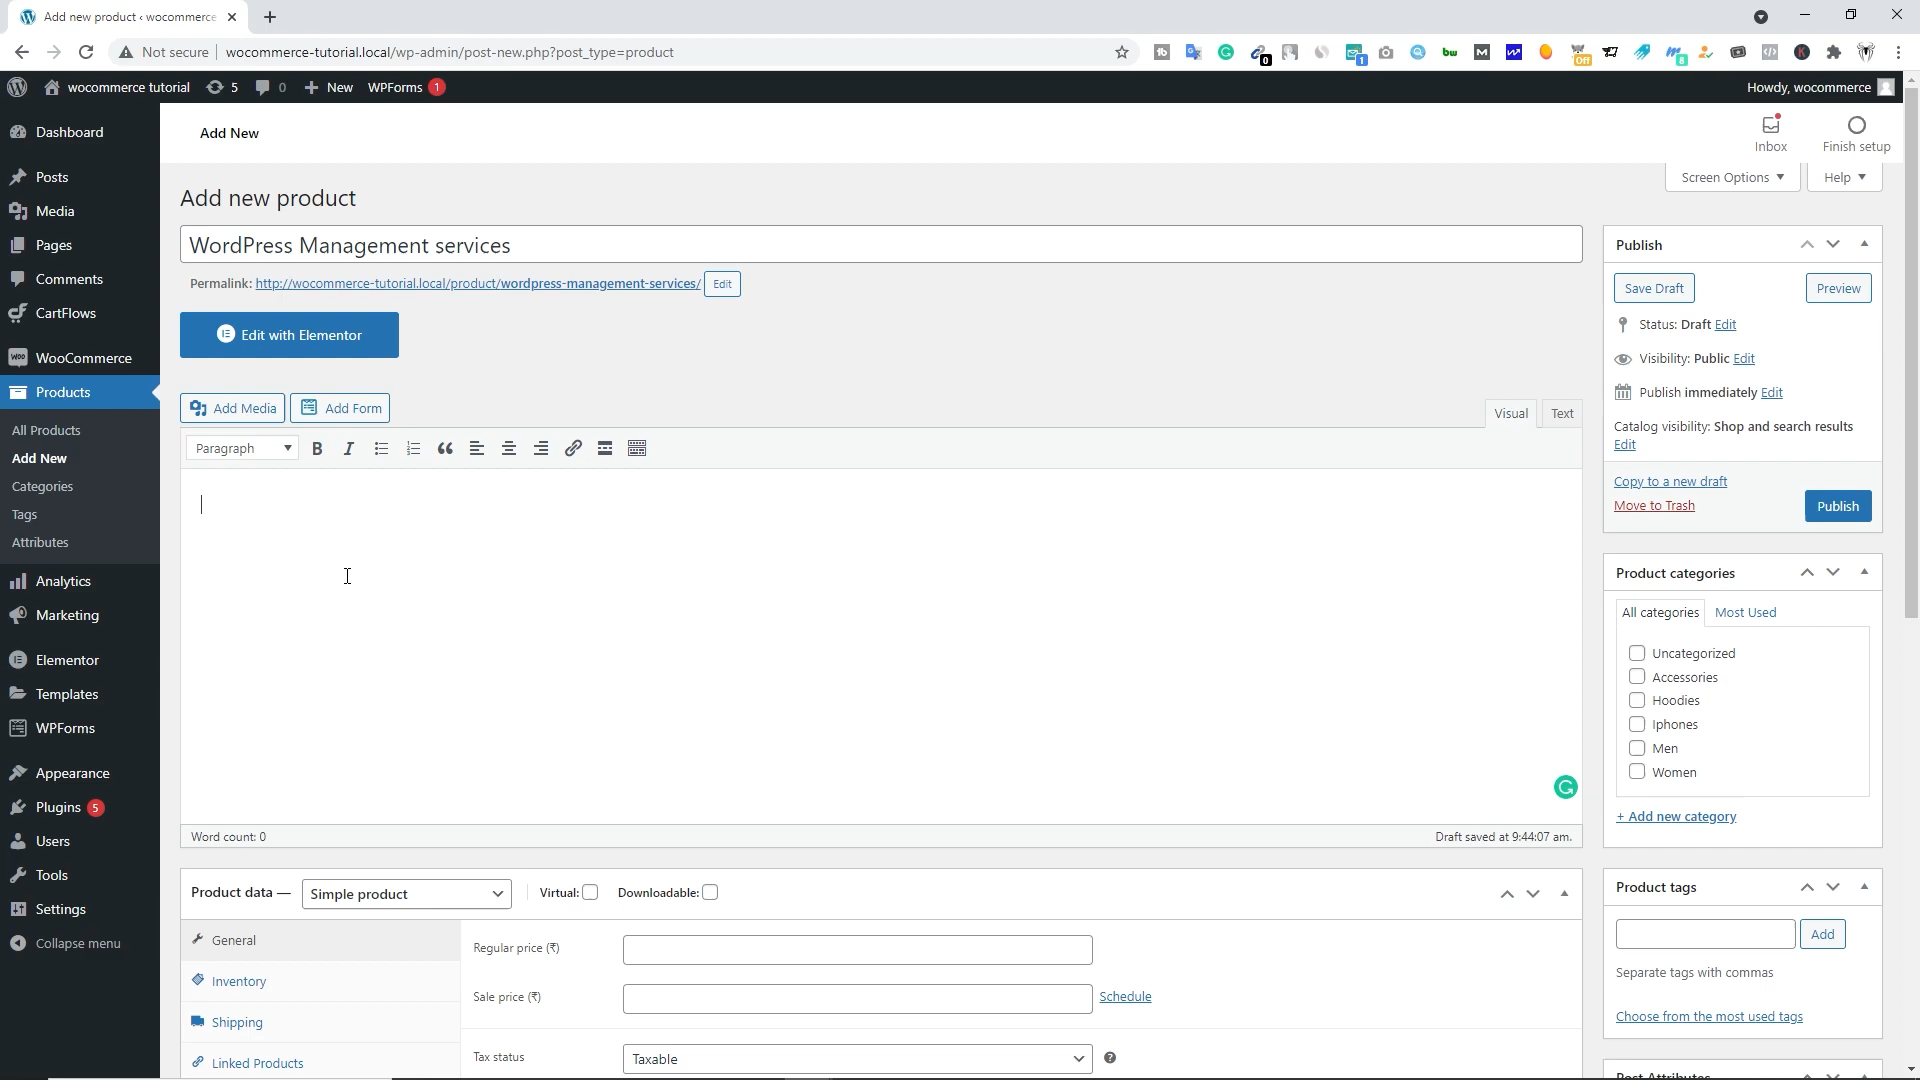 Add new product ‹ wocommerce
Not secure
wocommerce-tutorial.local/wp-admin/post-new.php?post_type=product
wocommerce tutorial
5
0
New
WPForms
1
Howdy, wocommerce
Dashboard
Posts
Media
Pages
Comments
CartFlows
WooCommerce
Products
All Products
Add New
Categories
Tags
Attributes
Analytics
Marketing
Elementor
Templates
WPForms
Appearance
Plugins 5
Users
Tools
Settings
Collapse menu
Add New
Inbox
Finish setup
Screen Options
Help
Add new product
WordPress Management services
Permalink: http://wocommerce-tutorial.local/product/wordpress-management-services/ Edit
Edit with Elementor
Add Media
Add Form
Visual
Text
Paragraph
B
I
Word count: 0
Draft saved at 9:44:07 am.
Product data —
Simple product
Virtual:
Downloadable:
General
Inventory
Shipping
Linked Products
Regular price (₹)
Sale price (₹)
Schedule
Tax status
Taxable
Publish
Save Draft
Preview
Status: Draft Edit
Visibility: Public Edit
Publish immediately Edit
Catalog visibility: Shop and search results
Edit
Copy to a new draft
Move to Trash
Publish
Product categories
All categories
Most Used
Uncategorized
Accessories
Hoodies
Iphones
Men
Women
+ Add new category
Product tags
Add
Separate tags with commas
Choose from the most used tags